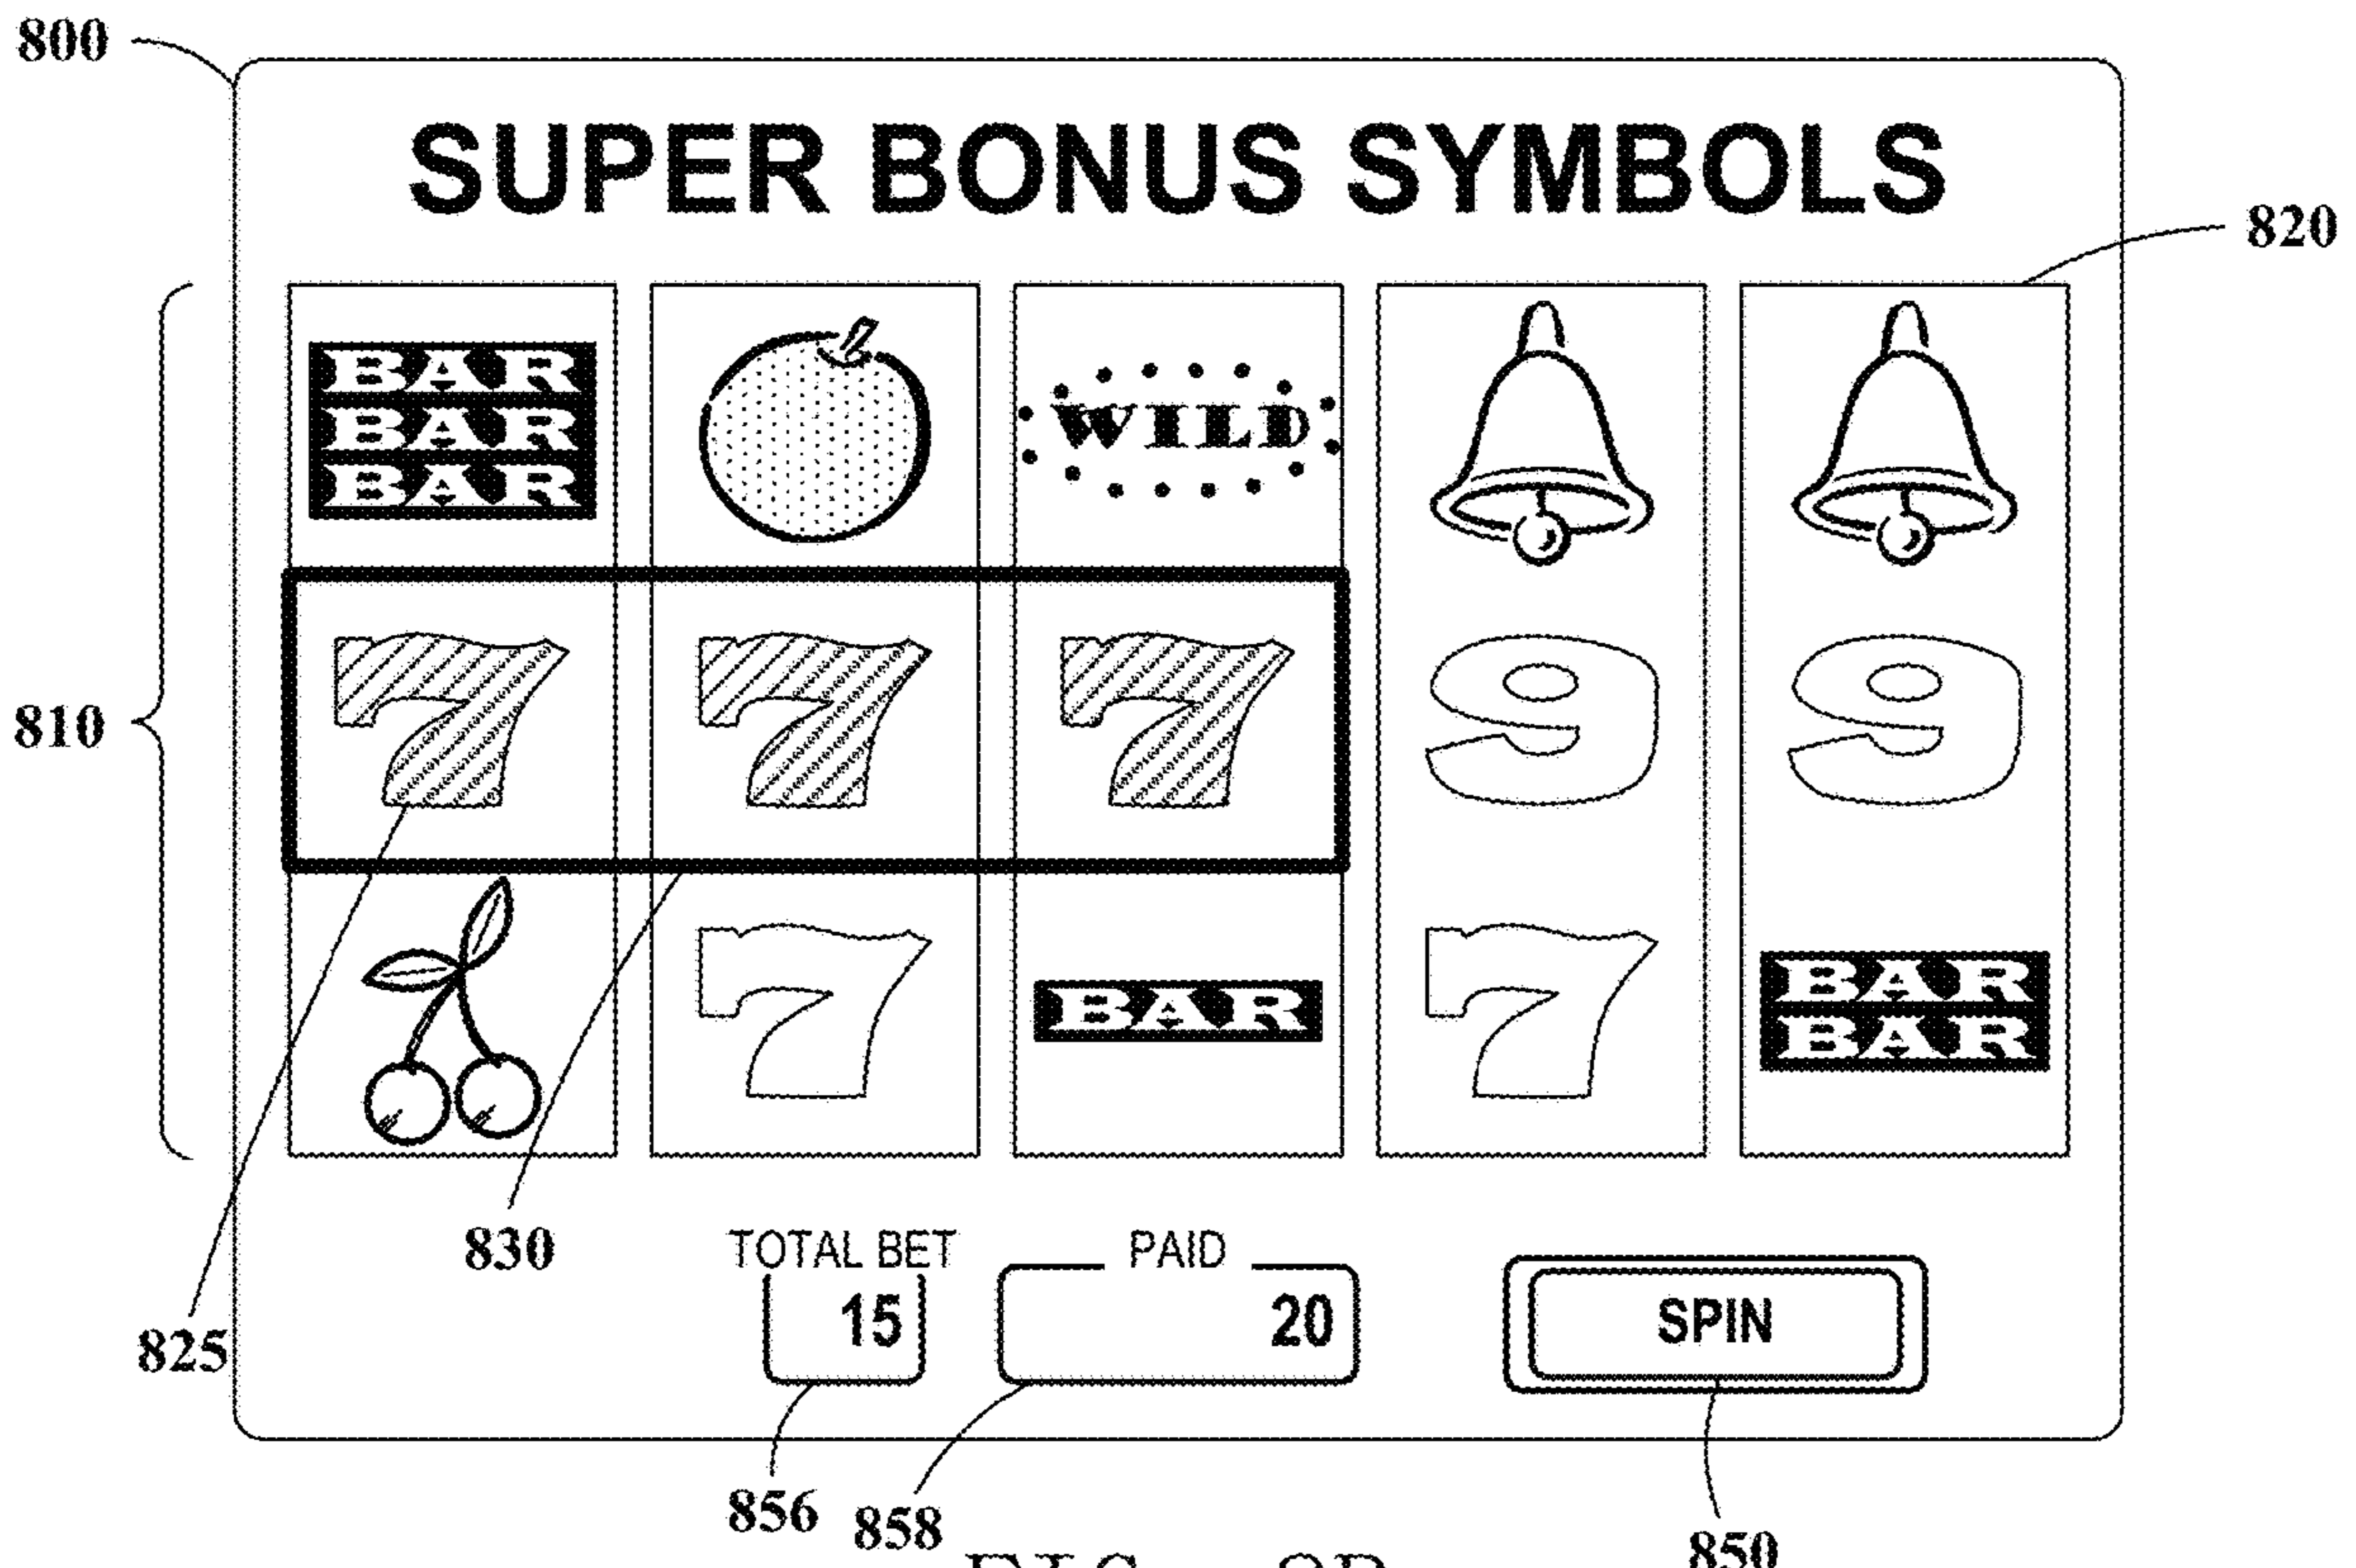 800
SUPER BONUS SYMBOLS
820
BAR
BAR
BAR
WILD
810
7 7 7 9 9
7 BAR 7 BAR
BAR
830
TOTAL BET PAID
15 20 SPIN
825
856 858 850